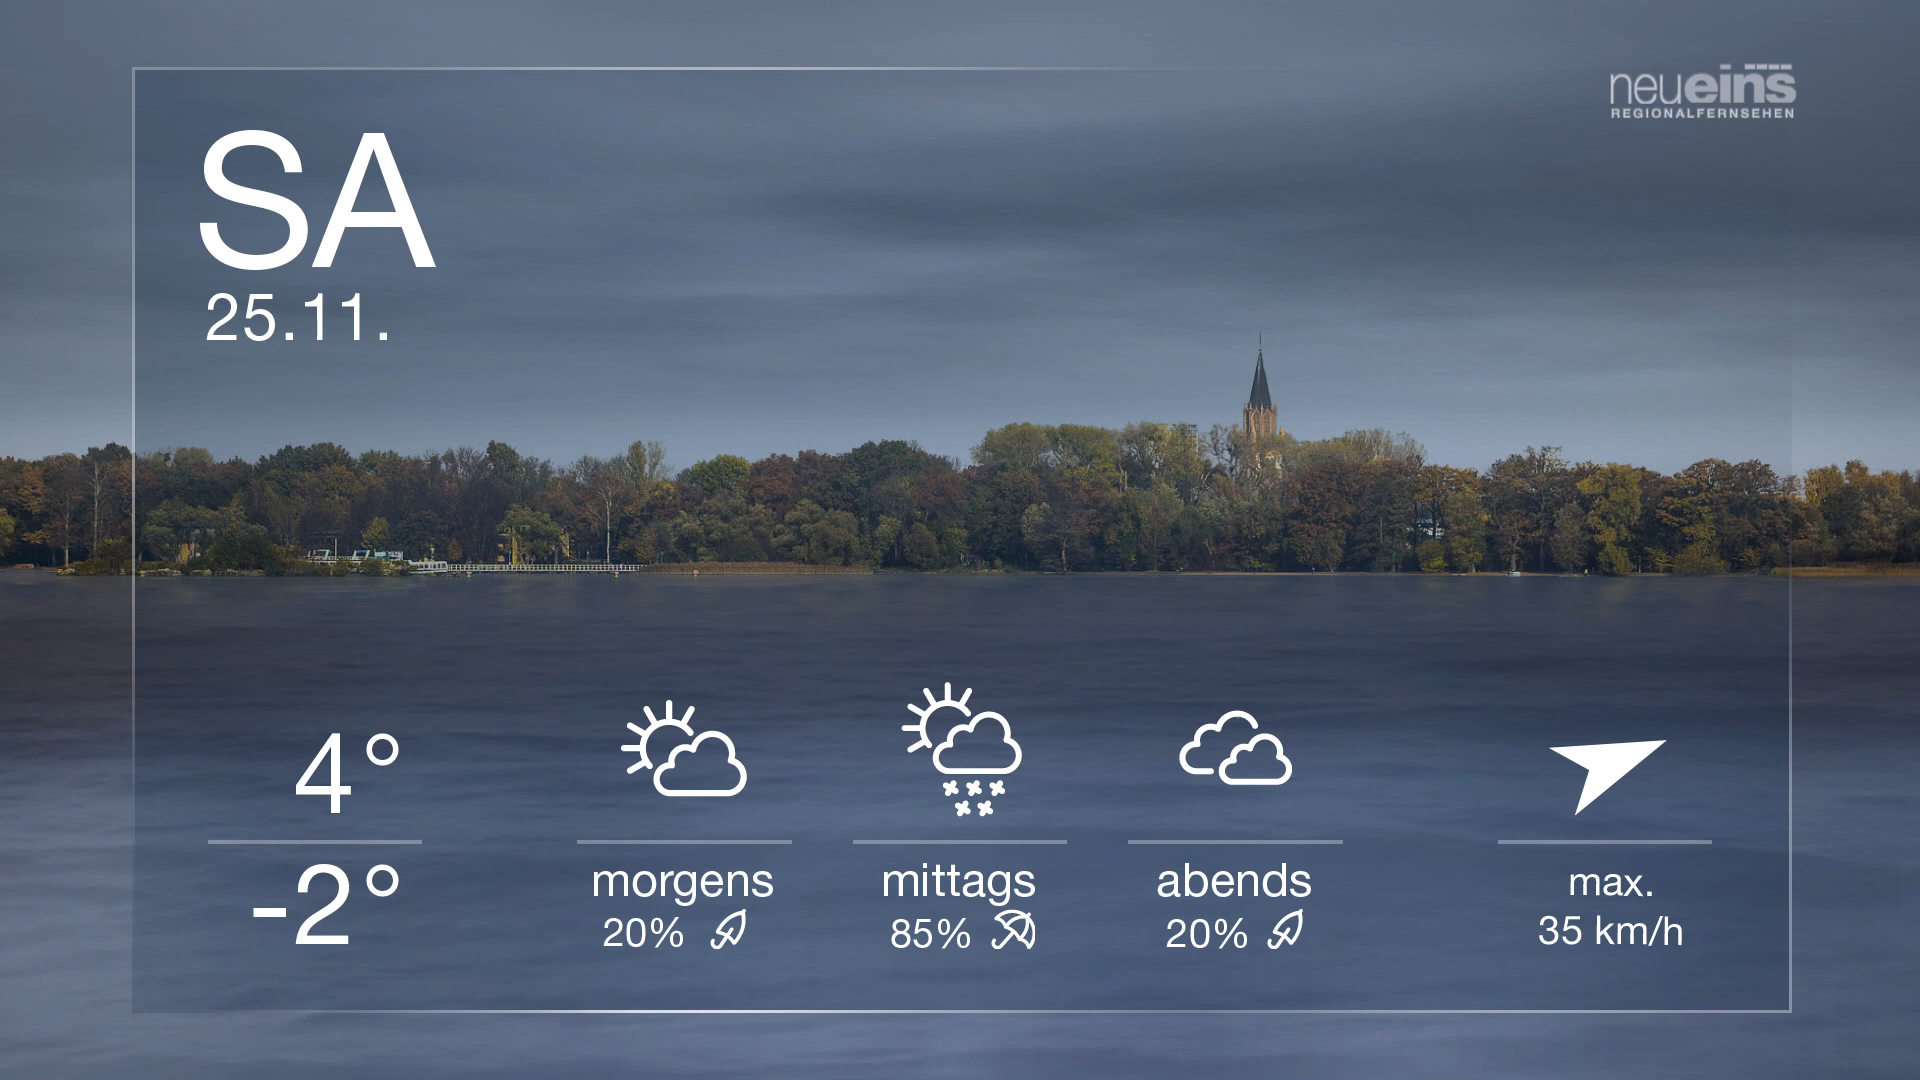 neueins
REGIONALFERNSEHEN
SA
25.11.
4°
-2°
morgens
20%
mittags
85%
abends
20%
max.
35 km/h